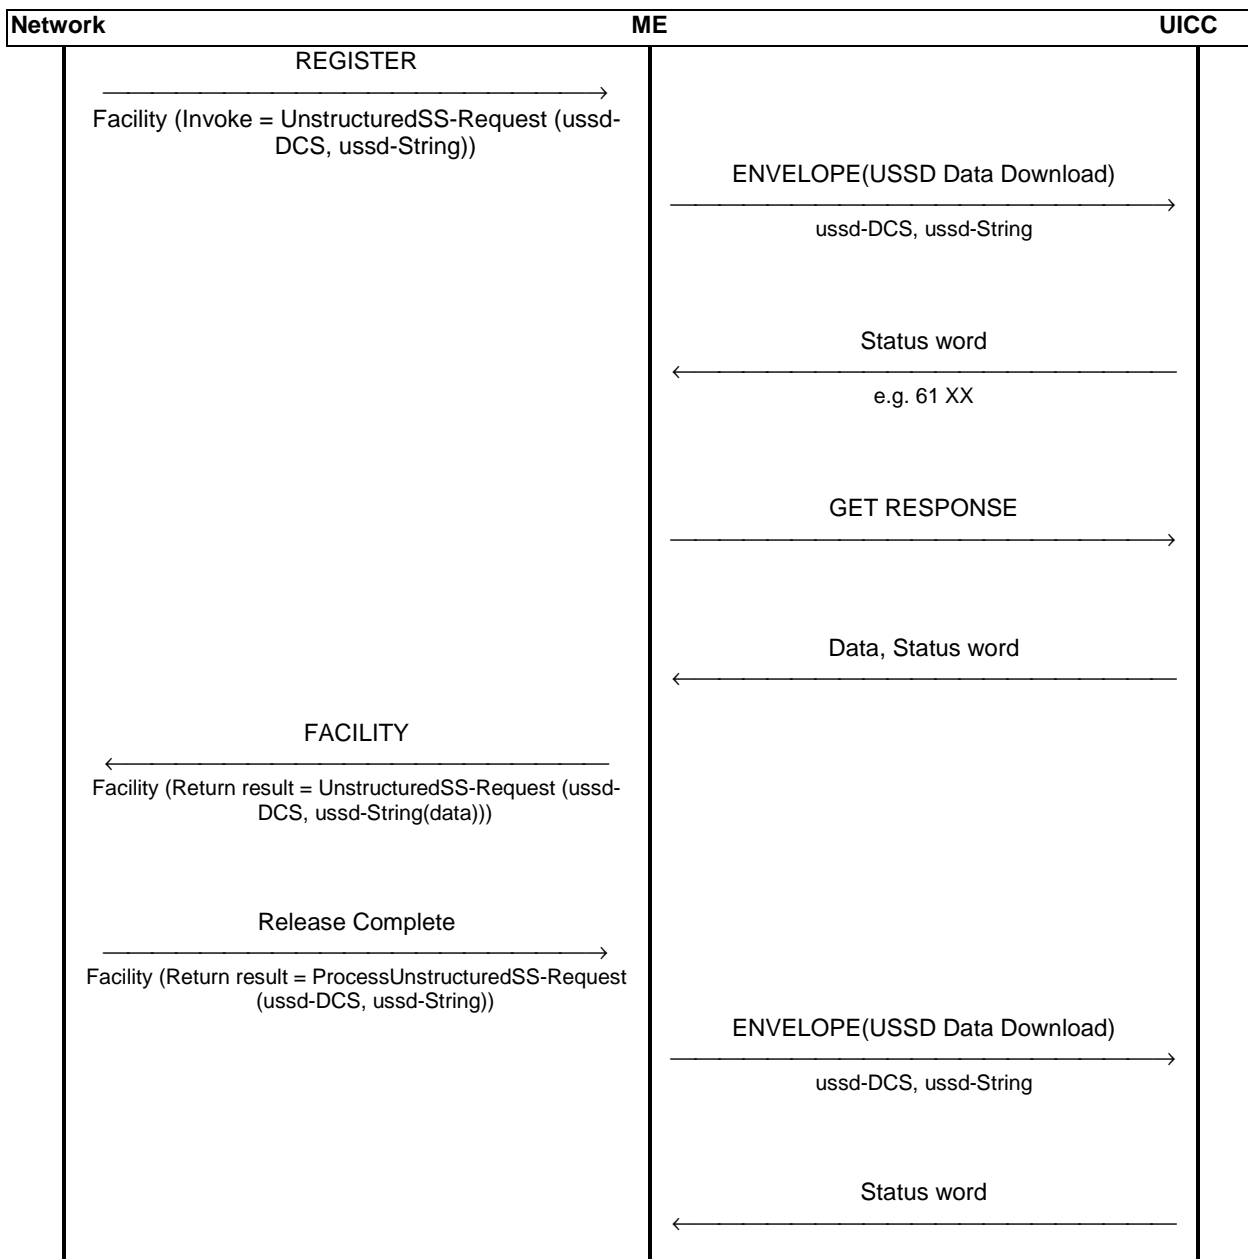 Network ME UICC
REGISTER
Facility (Invoke = UnstructuredSS-Request (ussd-
DCS, ussd-String))
ENVELOPE(USSD Data Download)
ussd-DCS, ussd-String
Status word
e.g. 61 XX
GET RESPONSE
Data, Status word
FACILITY
Facility (Return result = UnstructuredSS-Request (ussd-
DCS, ussd-String(data)))
Release Complete
Facility (Return result = ProcessUnstructuredSS-Request
(ussd-DCS, ussd-String))
ENVELOPE(USSD Data Download)
ussd-DCS, ussd-String
Status word